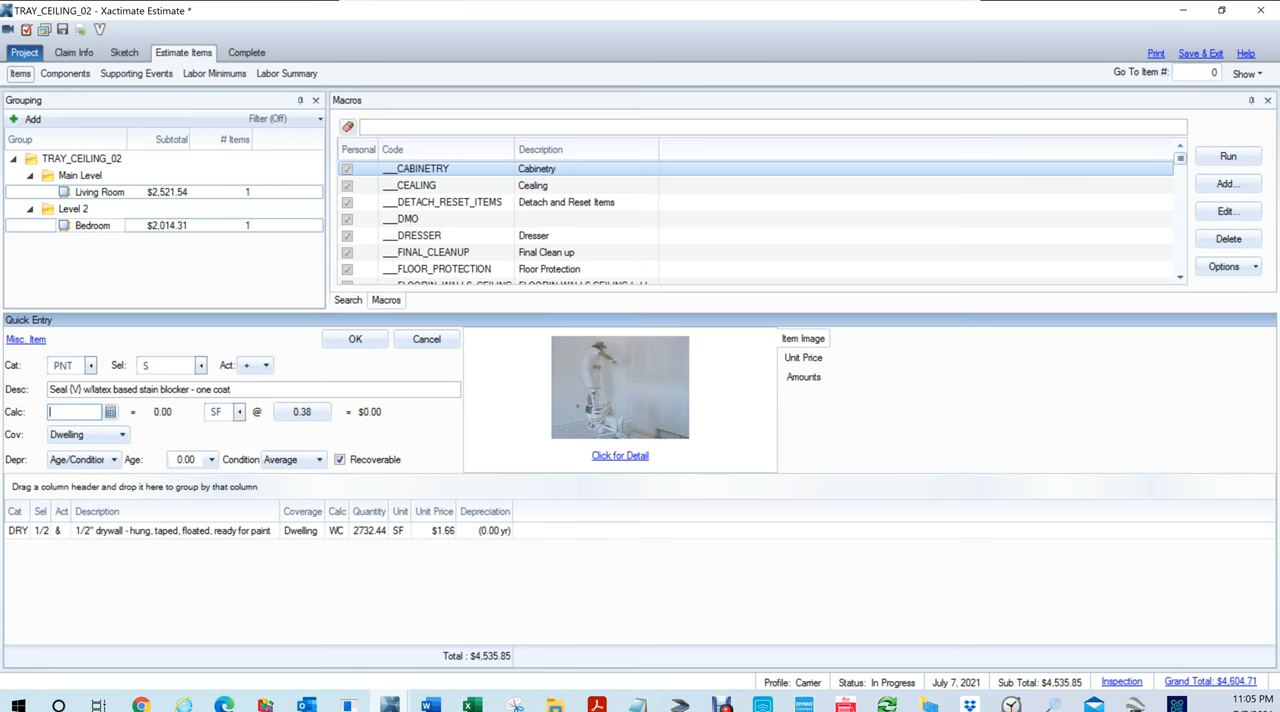 TRAY_CEILING_02 - Xactimate Estimate *
Project Claim Info Sketch Estimate Items Complete
Print Save & Exit Help
Items Components Supporting Events Labor Minimums Labor Summary
Go To Item #: 0 Show
Grouping
Add Filter (Off)
Group Subtotal # Items
TRAY_CEILING_02
Main Level
Living Room $2,521.54 1
Level 2
Bedroom $2,014.31 1
Macros
Personal Code Description
___CABINETRY Cabinetry
___CEALING Cealing
___DETACH_RESET_ITEMS Detach and Reset Items
___DMO
___DRESSER Dresser
___FINAL_CLEANUP Final Clean up
___FLOOR_PROTECTION Floor Protection
Run
Add...
Edit...
Delete
Options
Search Macros
Quick Entry
Misc. Item OK Cancel
Cat: PNT Sel: S Act: +
Desc: Seal (V) w/latex based stain blocker - one coat
Calc: = 0.00 SF @ 0.38 = $0.00
Cov: Dwelling
Depr: Age/Condition Age: 0.00 Condition Average Recoverable
Click for Detail
Item Image
Unit Price
Amounts
Drag a column header and drop it here to group by that column
Cat Sel Act Description Coverage Calc Quantity Unit Unit Price Depreciation
DRY 1/2 & 1/2" drywall - hung, taped, floated, ready for paint Dwelling WC 2732.44 SF $1.66 (0.00 yr)
Total : $4,535.85
Profile: Carrier Status: In Progress July 7, 2021 Sub Total: $4,535.85 Inspection Grand Total: $4,604.71
11:05 PM